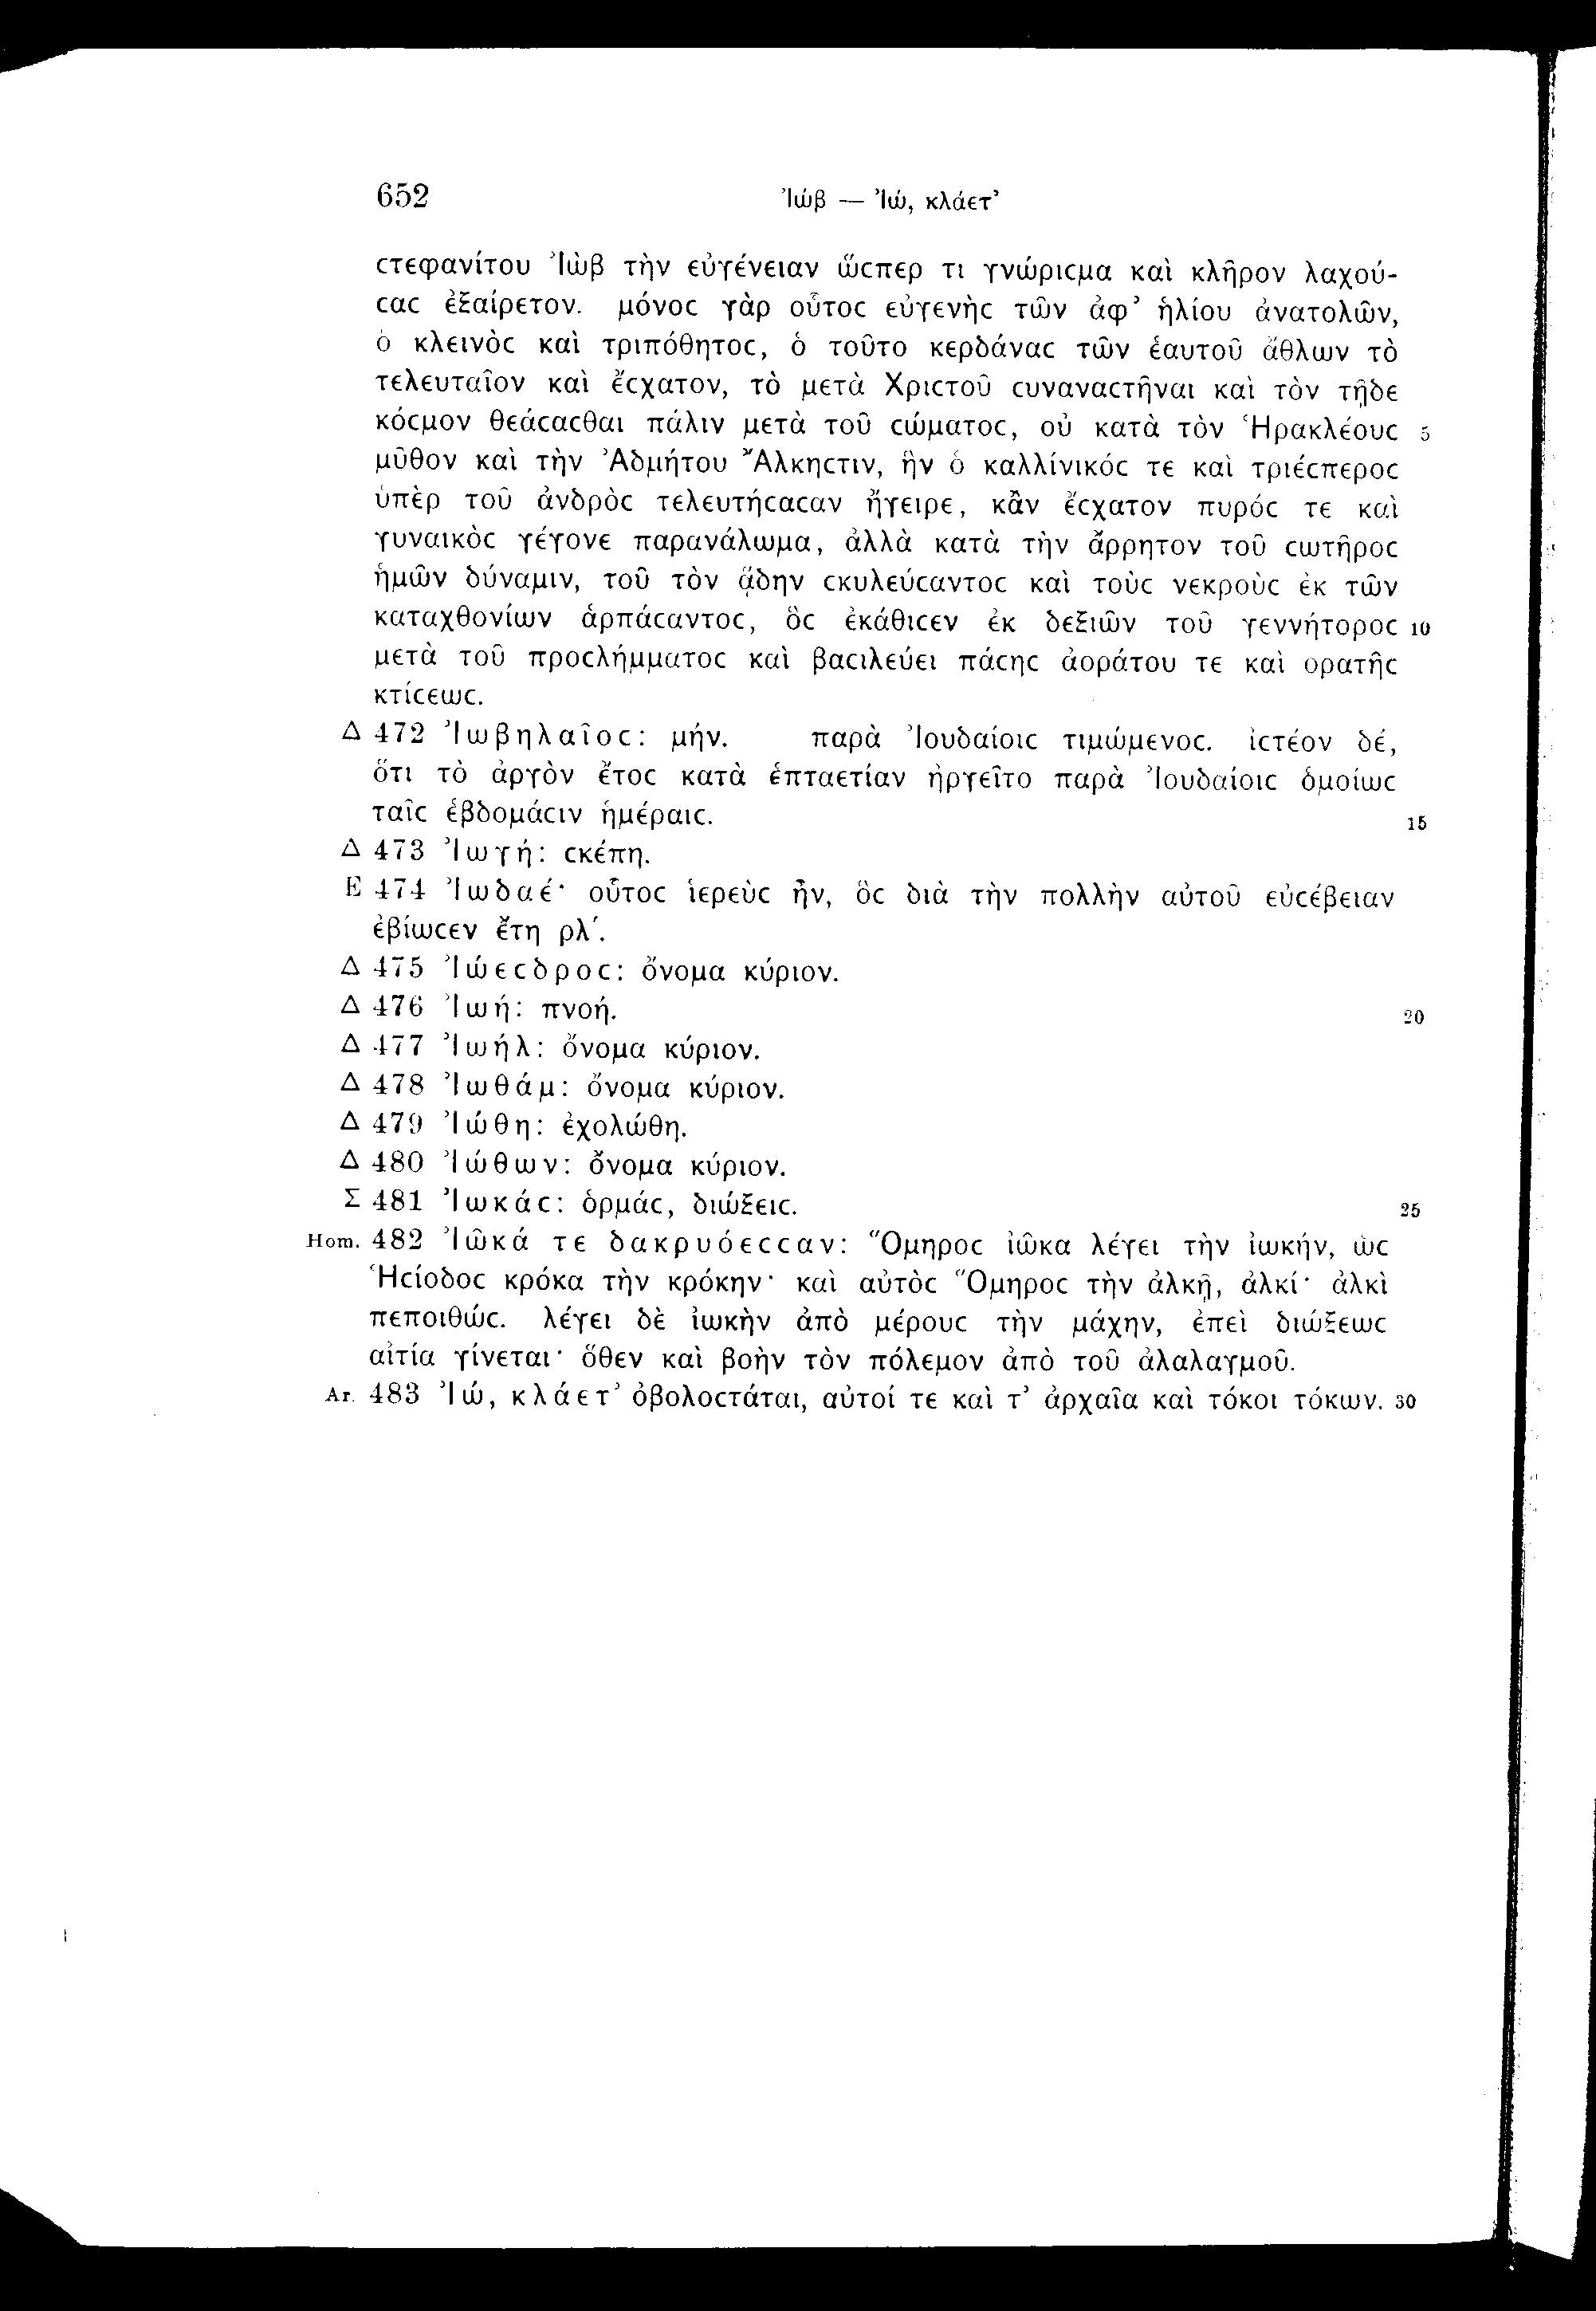 652 Ἰώβ — Ἰώ, κλάετ’
ϲτεφανίτου Ἰὼβ τὴν εὐγένειαν ὥϲπερ τι γνώριϲμα καὶ κλῆρον λαχού-
ϲαϲ ἐξαίρετον. μόνοϲ γὰρ οὗτοϲ εὐγενὴϲ τῶν ἀφ’ ἡλίου ἀνατολῶν,
ὁ κλεινὸϲ καὶ τριπόθητοϲ, ὁ τοῦτο κερδάναϲ τῶν ἑαυτοῦ ἄθλων τὸ
τελευταῖον καὶ ἔϲχατον, τὸ μετὰ Χριϲτοῦ ϲυναναϲτῆναι καὶ τὸν τῇδε
κόϲμον θεάϲαϲθαι πάλιν μετὰ τοῦ ϲώματοϲ, οὐ κατὰ τὸν Ἡρακλέουϲ 5
μῦθον καὶ τὴν Ἀδμήτου Ἄλκηϲτιν, ἣν ὁ καλλίνικόϲ τε καὶ τριέϲπεροϲ
ὑπὲρ τοῦ ἀνδρὸϲ τελευτήϲαϲαν ἤγειρε, κἂν ἔϲχατον πυρόϲ τε καὶ
γυναικὸϲ γέγονε παρανάλωμα, ἀλλὰ κατὰ τὴν ἄρρητον τοῦ ϲωτῆροϲ
ἡμῶν δύναμιν, τοῦ τὸν ᾅδην ϲκυλεύϲαντοϲ καὶ τοὺϲ νεκροὺϲ ἐκ τῶν
καταχθονίων ἁρπάϲαντοϲ, ὃϲ ἐκάθιϲεν ἐκ δεξιῶν τοῦ γεννήτοροϲ 10
μετὰ τοῦ προϲλήμματοϲ καὶ βαϲιλεύει πάϲηϲ ἀοράτου τε καὶ ὁρατῆϲ
κτίϲεωϲ.
Δ 472 Ἰωβηλαῖοϲ: μήν. παρὰ Ἰουδαίοιϲ τιμώμενοϲ. ἰϲτέον δέ,
ὅτι τὸ ἀργὸν ἔτοϲ κατὰ ἑπταετίαν ἠργεῖτο παρὰ Ἰουδαίοιϲ ὁμοίωϲ
ταῖϲ ἑβδομάϲιν ἡμέραιϲ. 15
Δ 473 Ἰωγή: ϲκέπη.
E 474 Ἰωδαέ· οὗτοϲ ἱερεὺϲ ἦν, ὃϲ διὰ τὴν πολλὴν αὐτοῦ εὐϲέβειαν
ἐβίωϲεν ἔτη ρλʹ.
Δ 475 Ἰώεϲδροϲ: ὄνομα κύριον.
Δ 476 Ἰωή: πνοή. 20
Δ 477 Ἰωήλ: ὄνομα κύριον.
Δ 478 Ἰωθάμ: ὄνομα κύριον.
Δ 479 Ἰώθη: ἐχολώθη.
Δ 480 Ἰώθων: ὄνομα κύριον.
Σ 481 Ἰωκάϲ: ὁρμάϲ, διώξειϲ. 25
Hom. 482 Ἰῶκά τε δακρυόεϲϲαν: Ὅμηροϲ ἰῶκα λέγει τὴν ἰωκήν, ὡϲ
Ἡϲίοδοϲ κρόκα τὴν κρόκην· καὶ αὐτὸϲ Ὅμηροϲ τὴν ἀλκῇ, ἀλκί· ἀλκὶ
πεποιθώϲ. λέγει δὲ ἰωκὴν ἀπὸ μέρουϲ τὴν μάχην, ἐπεὶ διώξεωϲ
αἰτία γίνεται· ὅθεν καὶ βοὴν τὸν πόλεμον ἀπὸ τοῦ ἀλαλαγμοῦ.
Ar. 483 Ἰώ, κλάετ’ ὀβολοϲτάται, αὐτοί τε καὶ τ’ ἀρχαῖα καὶ τόκοι τόκων. 30